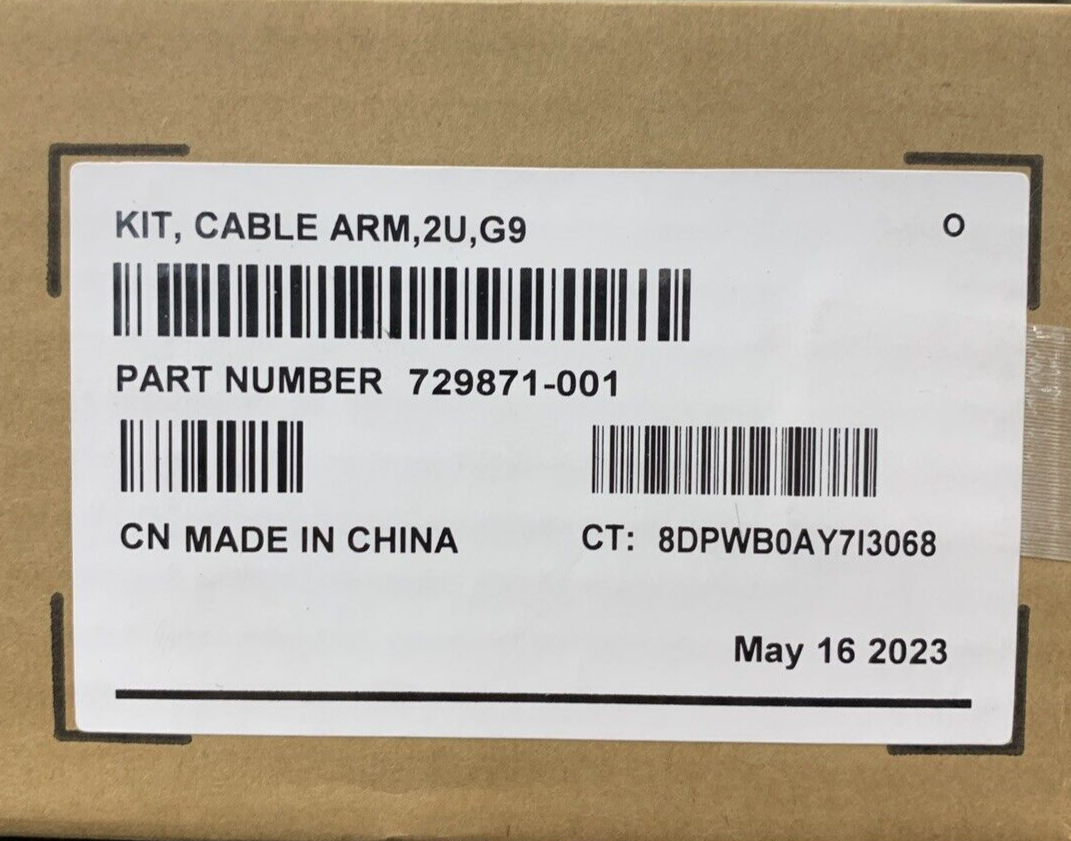 KIT, CABLE ARM,2U,G9 O
PART NUMBER 729871-001
CN MADE IN CHINA CT: 8DPWB0AY7I3068
May 16 2023